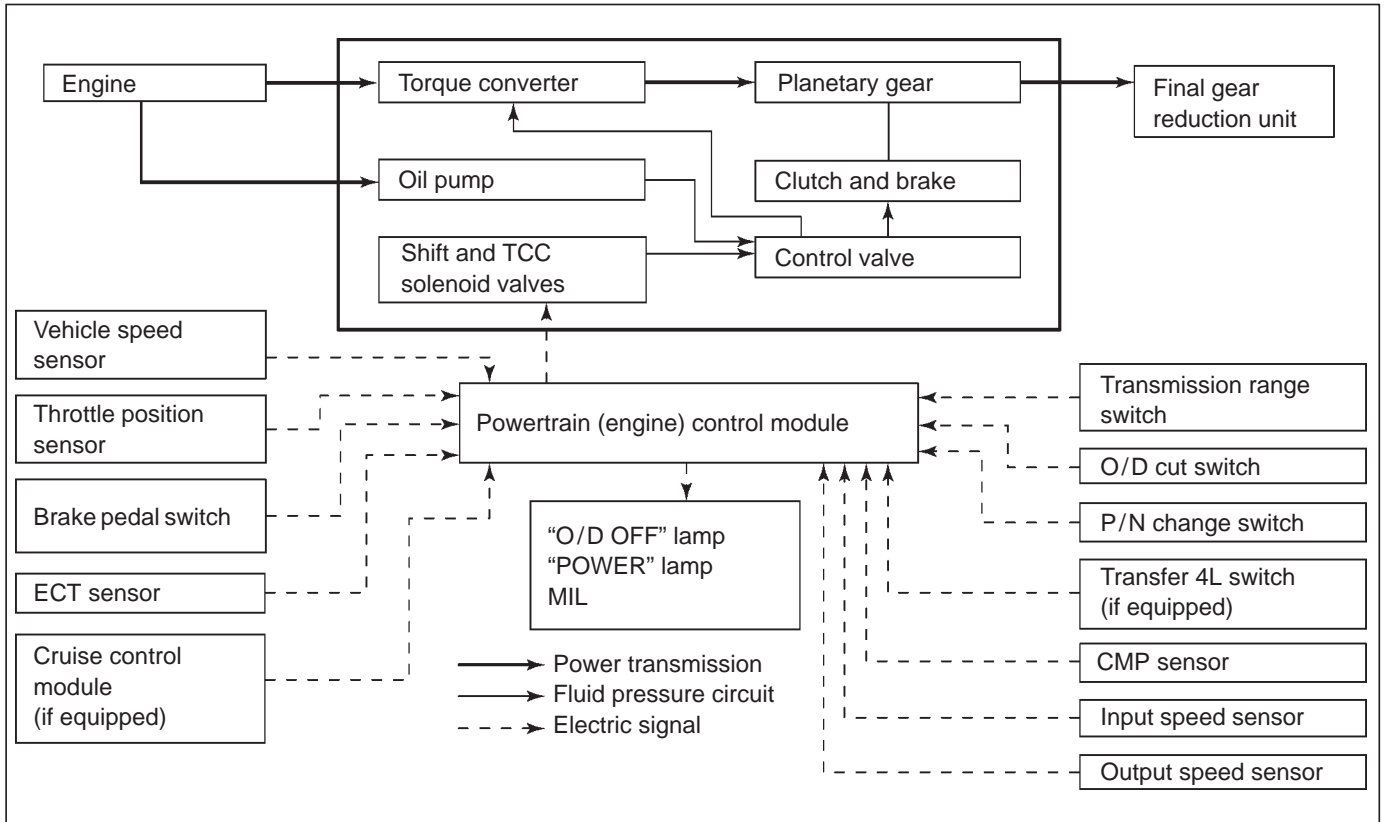 Engine
Torque converter
Planetary gear
Final gear
reduction unit
Oil pump
Clutch and brake
Shift and TCC
solenoid valves
Control valve
Vehicle speed
sensor
Throttle position
sensor
Brake pedal switch
ECT sensor
Cruise control
module
(if equipped)
Powertrain (engine) control module
“O/D OFF” lamp
“POWER” lamp
MIL
Power transmission
Fluid pressure circuit
Electric signal
Transmission range
switch
O/D cut switch
P/N change switch
Transfer 4L switch
(if equipped)
CMP sensor
Input speed sensor
Output speed sensor